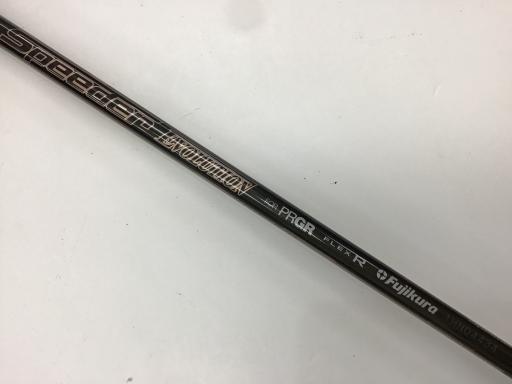 Speeder EVOLUTION FOR PRGR FLEX R Fujikura